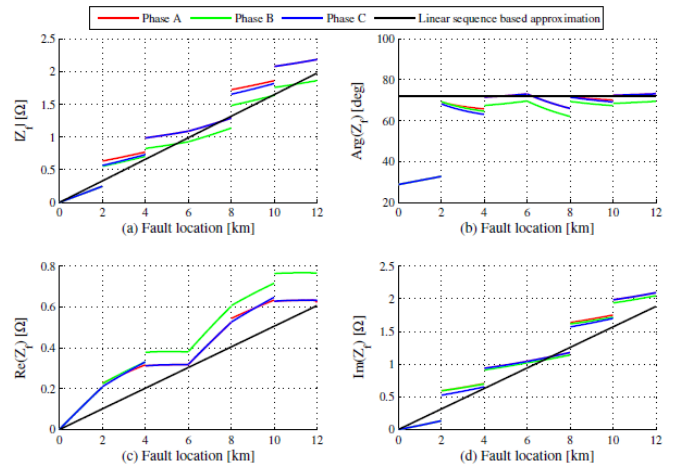 Phase A Phase B Phase C Linear sequence based approximation
2.5
2
1.5
1
0.5
0
|Z_f| [Ω]
0 2 4 6 8 10 12
(a) Fault location [km]
100
80
60
40
20
Arg(Z_f) [deg]
0 2 4 6 8 10 12
(b) Fault location [km]
0.8
0.6
0.4
0.2
0
Re(Z_f) [Ω]
0 2 4 6 8 10 12
(c) Fault location [km]
2.5
2
1.5
1
0.5
0
Im(Z_f) [Ω]
0 2 4 6 8 10 12
(d) Fault location [km]